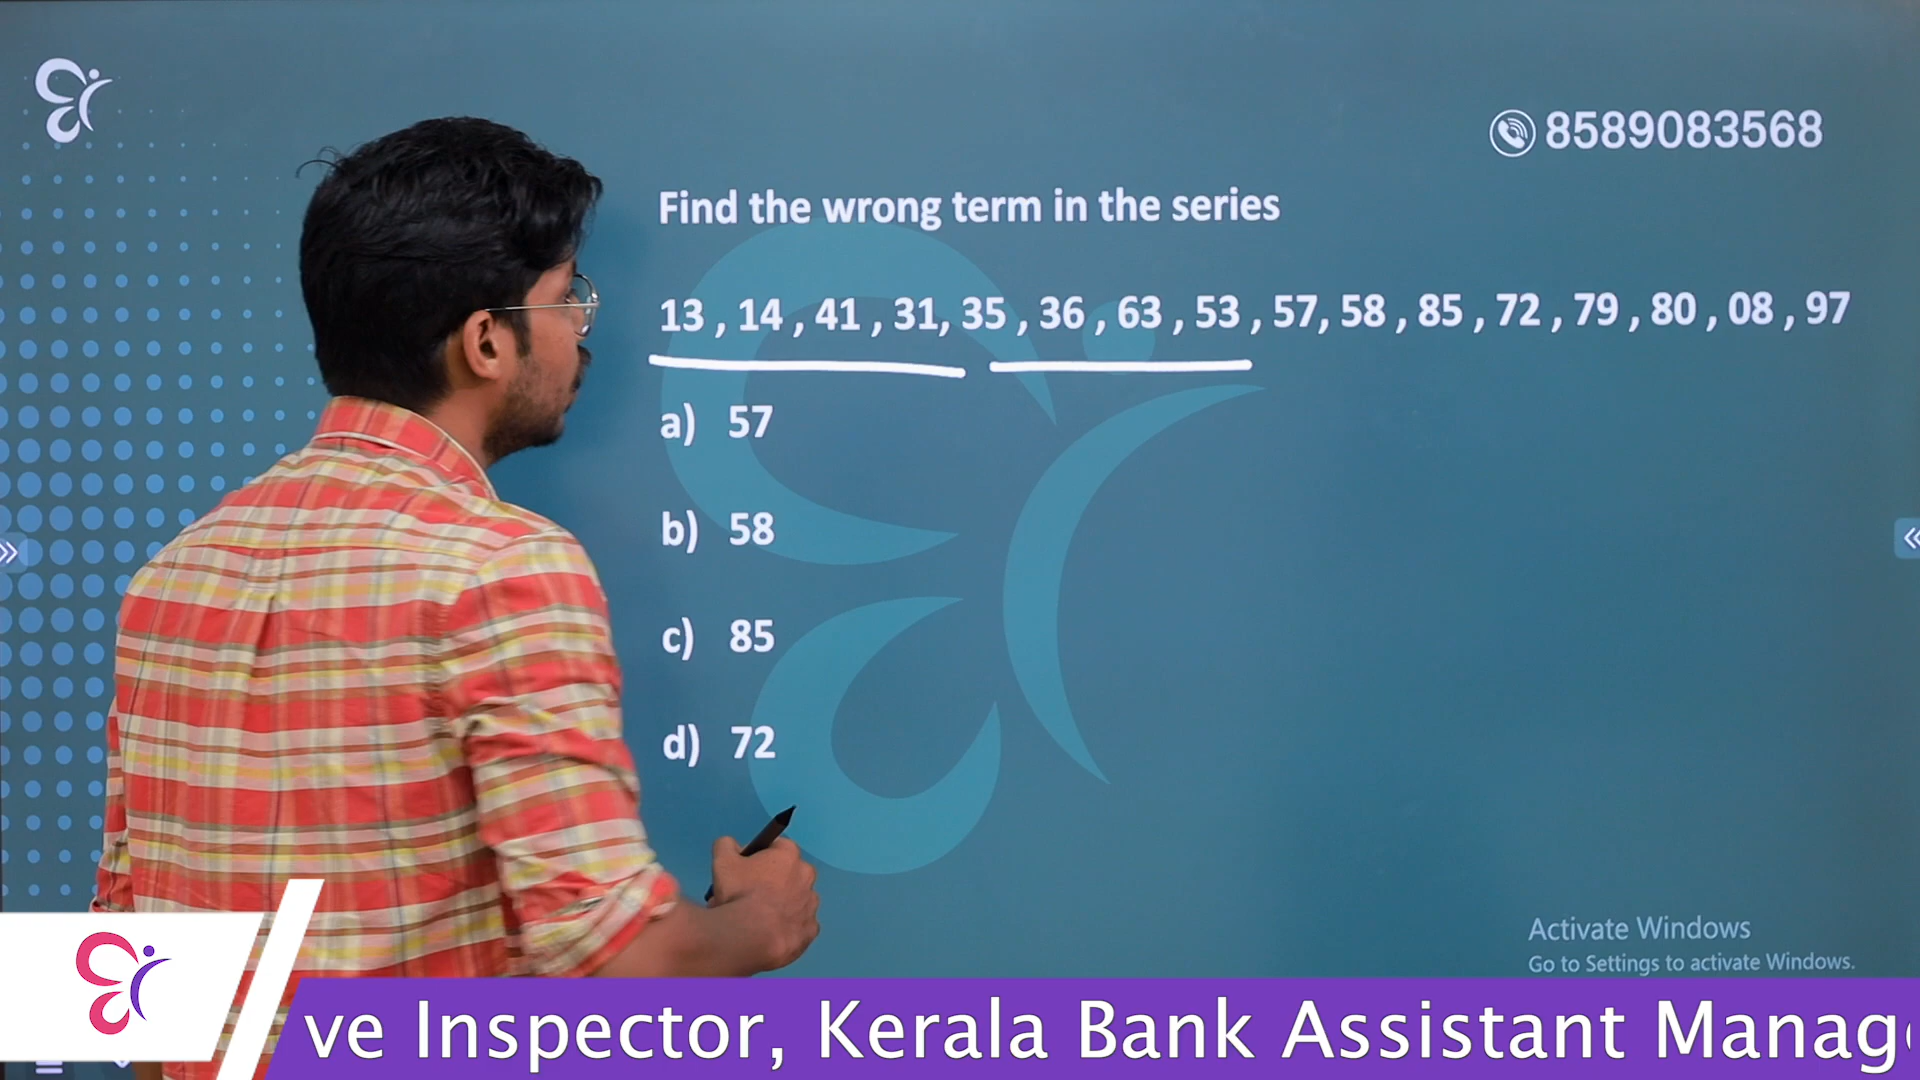 8589083568
Find the wrong term in the series
13 , 14 , 41 , 31, 35 , 36 , 63 , 53 , 57, 58 , 85 , 72 , 79 , 80 , 08 , 97
a) 57
b) 58
c) 85
d) 72
Activate Windows
Go to Settings to activate Windows.
ve Inspector, Kerala Bank Assistant Manag